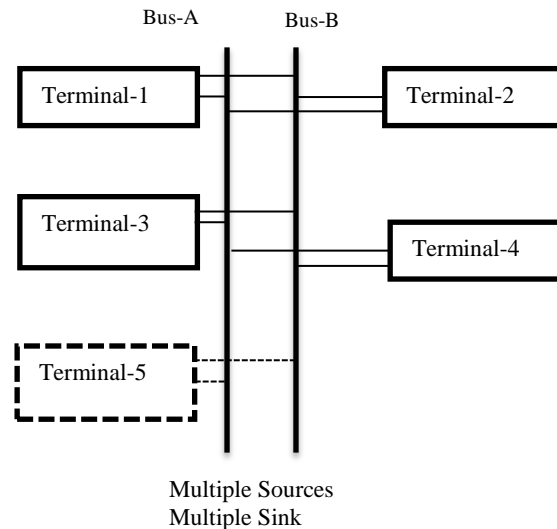 Bus-A
Bus-B
Terminal-1
Terminal-2
Terminal-3
Terminal-4
Terminal-5
Multiple Sources
Multiple Sink